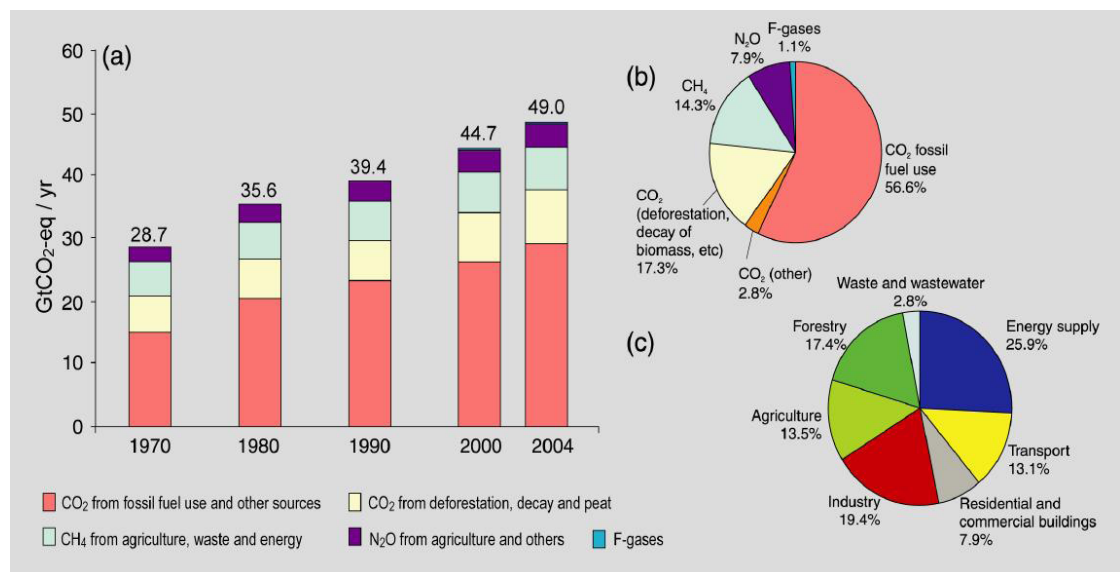 (a)
GtCO₂-eq / yr
60
50
40
30
20
10
0
28.7
35.6
39.4
44.7
49.0
1970
1980
1990
2000
2004
CO₂ from fossil fuel use and other sources
CO₂ from deforestation, decay and peat
CH₄ from agriculture, waste and energy
N₂O from agriculture and others
F-gases
(b)
F-gases
1.1%
N₂O
7.9%
CH₄
14.3%
CO₂ fossil
fuel use
56.6%
CO₂
(deforestation,
decay of
biomass, etc)
17.3%
CO₂ (other)
2.8%
(c)
Waste and wastewater
2.8%
Forestry
17.4%
Energy supply
25.9%
Agriculture
13.5%
Transport
13.1%
Industry
19.4%
Residential and
commercial buildings
7.9%